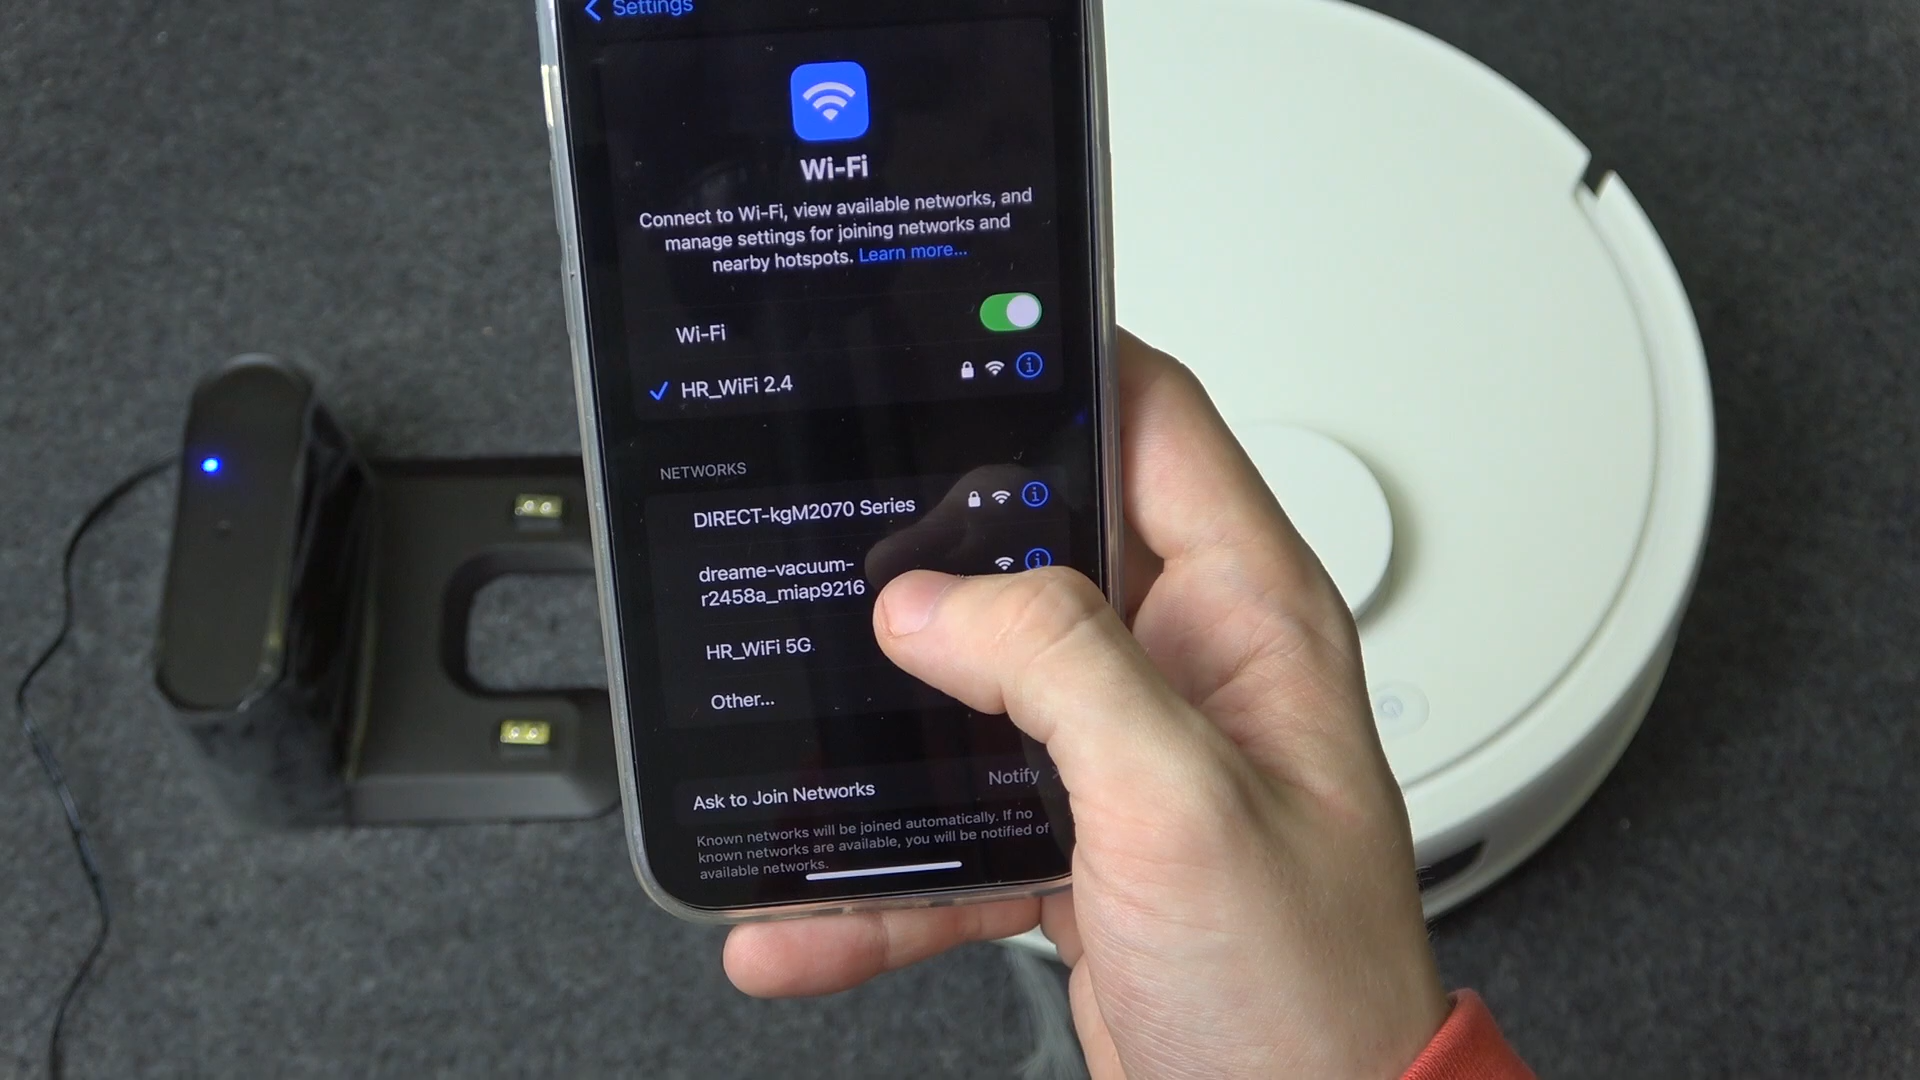 Settings
Wi-Fi
Connect to Wi-Fi, view available networks, and
manage settings for joining networks and
nearby hotspots. Learn more...
Wi-Fi
HR_WiFi 2.4
NETWORKS
DIRECT-kgM2070 Series
dreame-vacuum-
r2458a_miap9216
HR_WiFi 5G
Other...
Ask to Join Networks Notify
Known networks will be joined automatically. If no
known networks are available, you will be notified of
available networks.